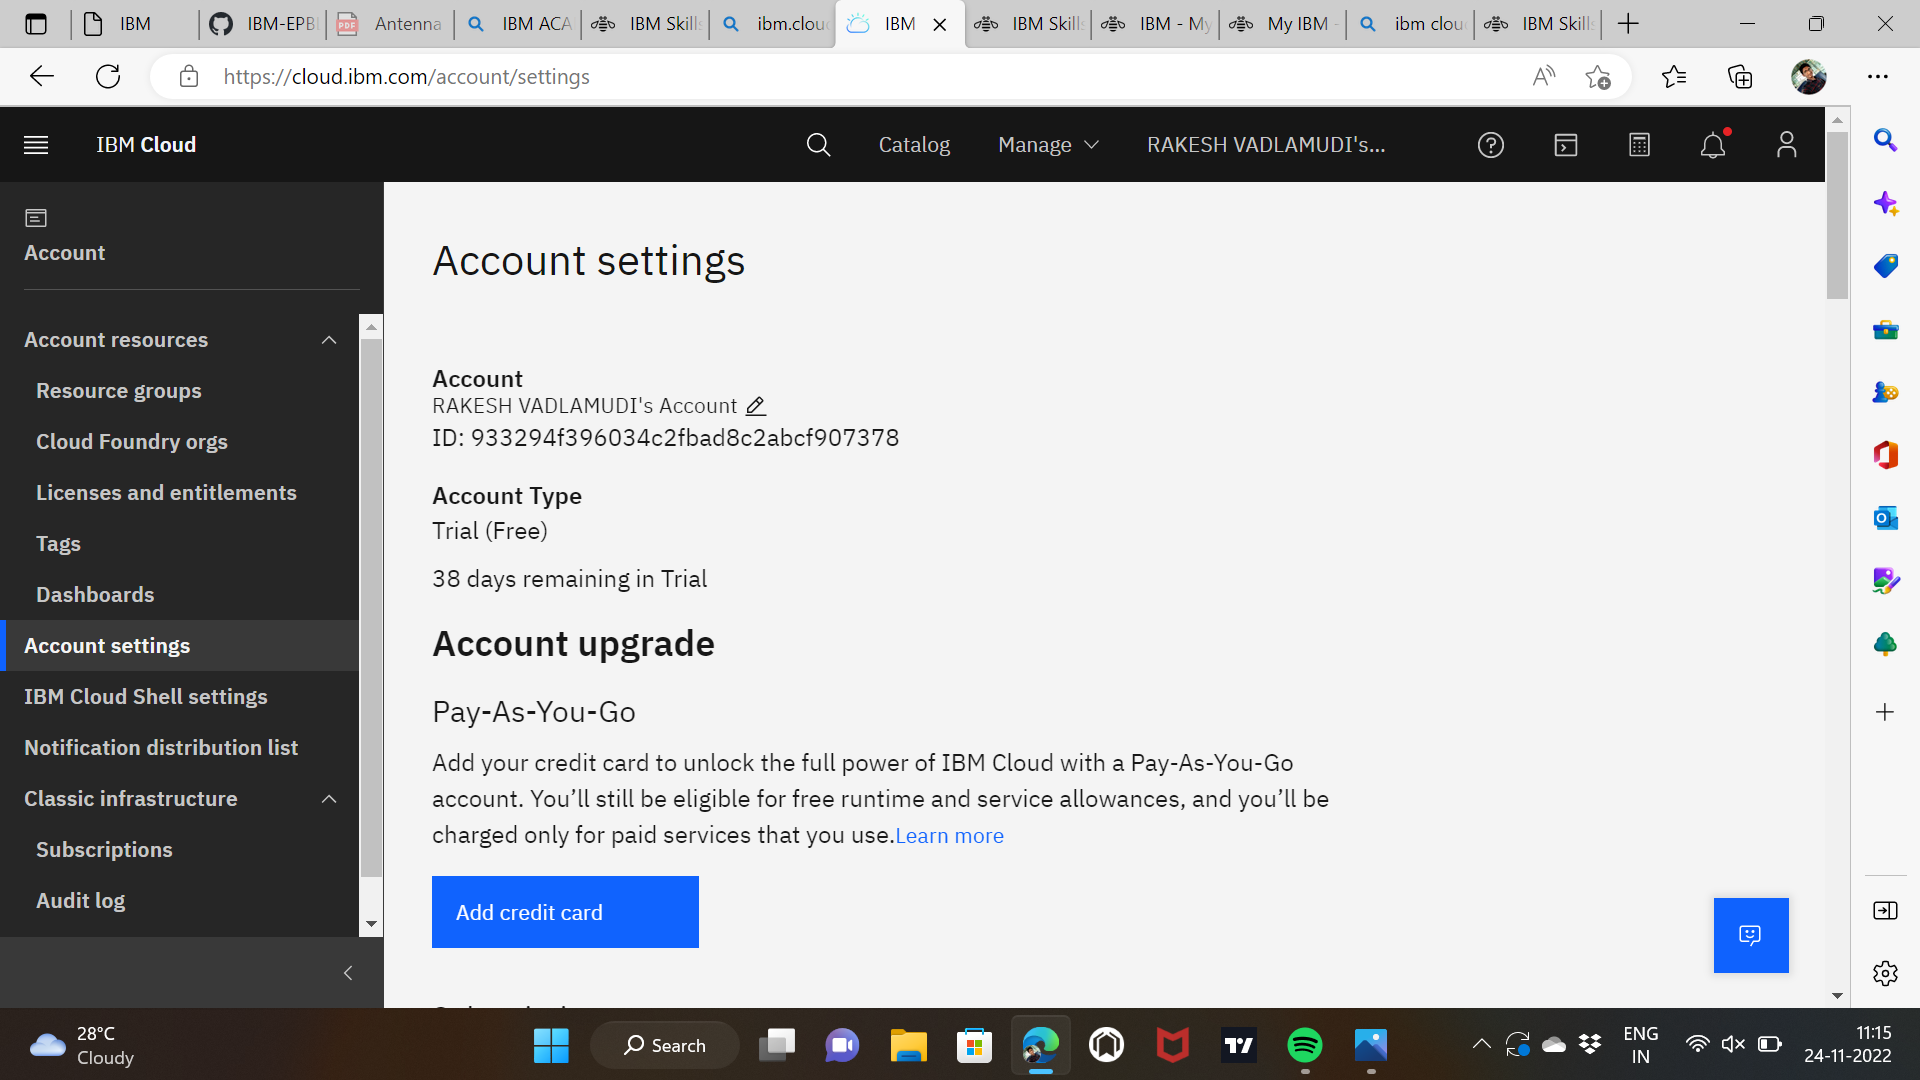 IBM
IBM-EPBL
Antenna
IBM ACA
IBM Skills
ibm.cloud
IBM
IBM Skills
IBM - My
My IBM -
ibm clou
IBM Skills
https://cloud.ibm.com/account/settings
IBM Cloud
Catalog
Manage
RAKESH VADLAMUDI's...
Account
Account resources
Resource groups
Cloud Foundry orgs
Licenses and entitlements
Tags
Dashboards
Account settings
IBM Cloud Shell settings
Notification distribution list
Classic infrastructure
Subscriptions
Audit log
Account settings
Account
RAKESH VADLAMUDI's Account
ID: 933294f396034c2fbad8c2abcf907378
Account Type
Trial (Free)
38 days remaining in Trial
Account upgrade
Pay-As-You-Go
Add your credit card to unlock the full power of IBM Cloud with a Pay-As-You-Go
account. You’ll still be eligible for free runtime and service allowances, and you’ll be
charged only for paid services that you use.Learn more
Add credit card
28°C
Cloudy
Search
ENG
IN
11:15
24-11-2022